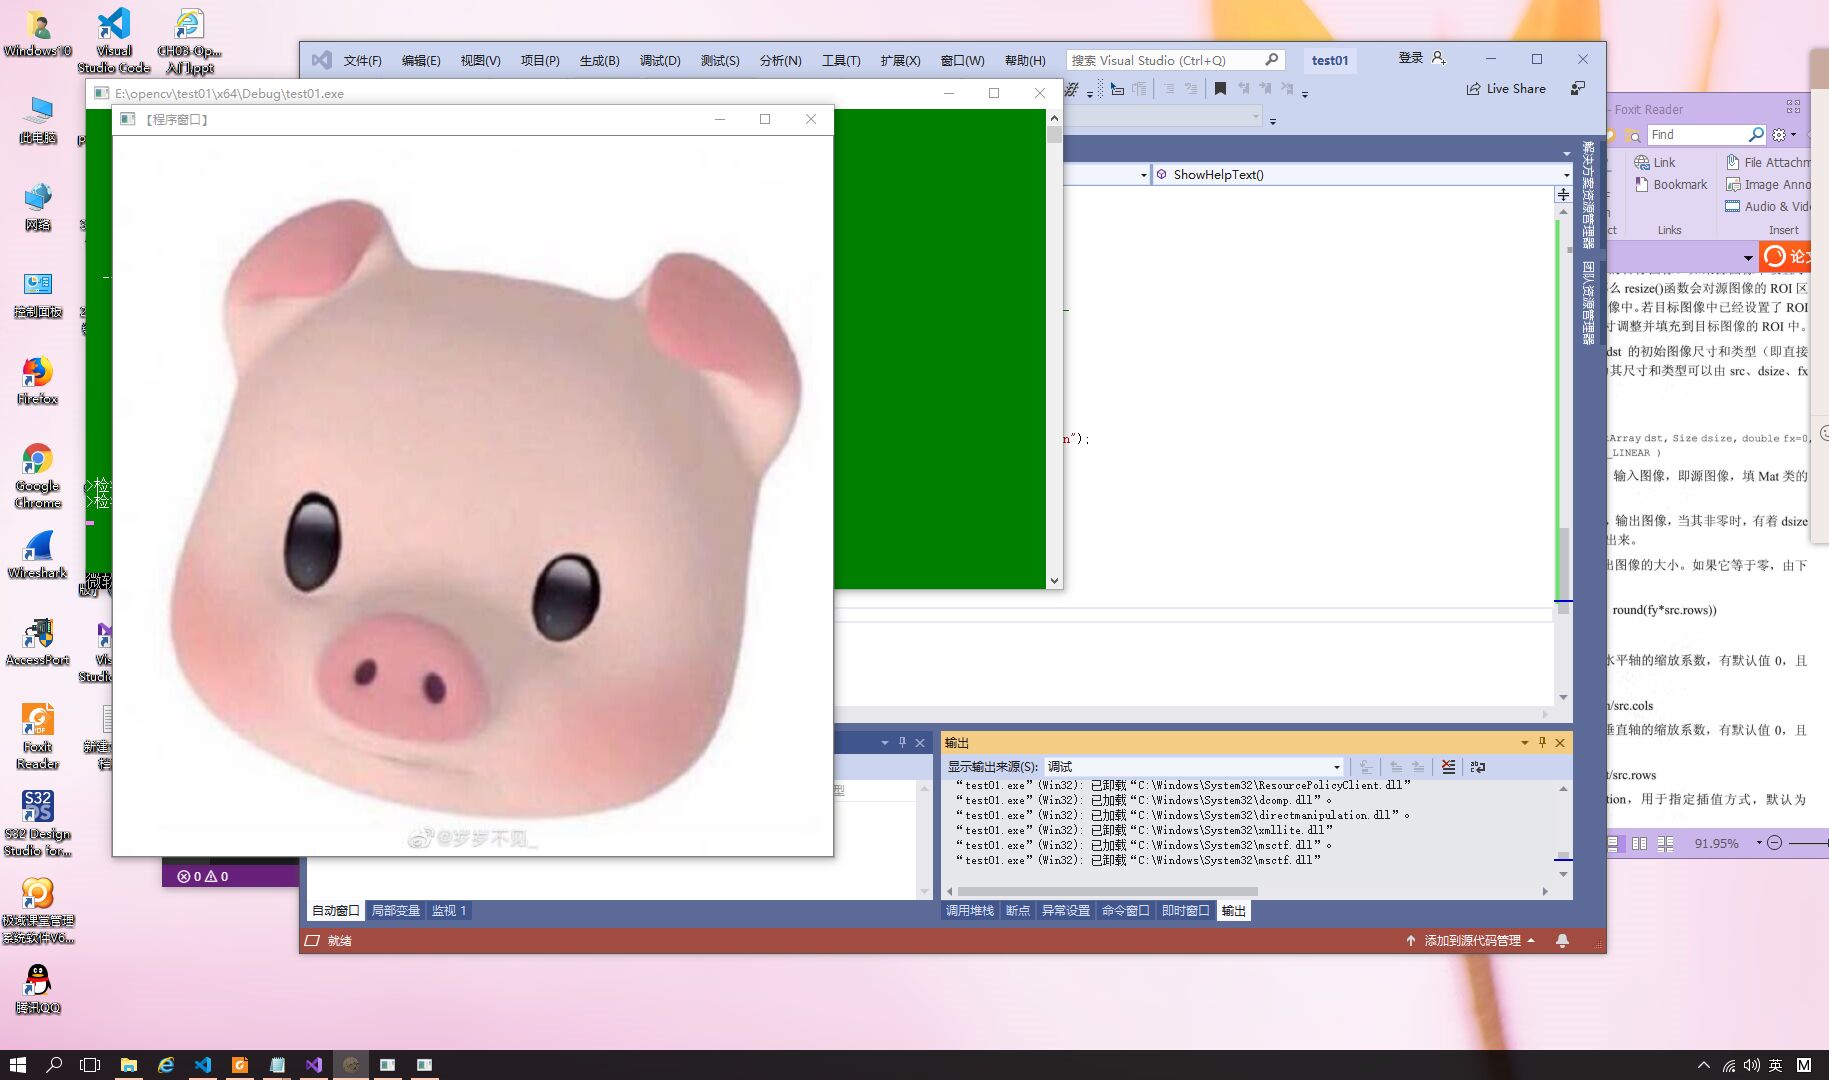 Windows10
Visual Studio Code
CH03-Op... 入门.ppt
此电脑
网络
控制面板
Firefox
Google Chrome
Wireshark
AccessPort
Foxit Reader
S32 Design Studio for...
极域课堂管理系统软件V6...
腾讯QQ
文件(F) 编辑(E) 视图(V) 项目(P) 生成(B) 调试(D) 测试(S) 分析(N) 工具(T) 扩展(X) 窗口(W) 帮助(H)
搜索 Visual Studio (Ctrl+Q)
test01
登录
Live Share
E:\opencv\test01\x64\Debug\test01.exe
【程序窗口】
@岁岁不见_
ShowHelpText()
n");
解决方案资源管理器
团队资源管理器
- Foxit Reader
Find
Link
Bookmark
Links
File Attachm
Image Anno
Audio & Vide
Insert
论文
么 resize()函数会对源图像的 ROI 区
像中。若目标图像中已经设置了 ROI
寸调整并填充到目标图像的 ROI 中。
dst 的初始图像尺寸和类型（即直接
其尺寸和类型可以由 src、dsize、fx
tArray dst, Size dsize, double fx=0,
_LINEAR )
输入图像，即源图像，填 Mat 类的
输出图像，当其非零时，有着 dsize
出来。
出图像的大小。如果它等于零，由下
round(fy*src.rows))
水平轴的缩放系数，有默认值 0，且
/src.cols
垂直轴的缩放系数，有默认值 0，且
t/src.rows
tion，用于指定插值方式，默认为
91.95%
输出
显示输出来源(S): 调试
“test01.exe”(Win32): 已卸载“C:\Windows\System32\ResourcePolicyClient.dll”
“test01.exe”(Win32): 已加载“C:\Windows\System32\dcomp.dll”。
“test01.exe”(Win32): 已加载“C:\Windows\System32\directmanipulation.dll”。
“test01.exe”(Win32): 已卸载“C:\Windows\System32\xmllite.dll”
“test01.exe”(Win32): 已加载“C:\Windows\System32\msctf.dll”。
“test01.exe”(Win32): 已卸载“C:\Windows\System32\msctf.dll”
0 0
自动窗口 局部变量 监视 1
调用堆栈 断点 异常设置 命令窗口 即时窗口 输出
就绪
添加到源代码管理
英 M